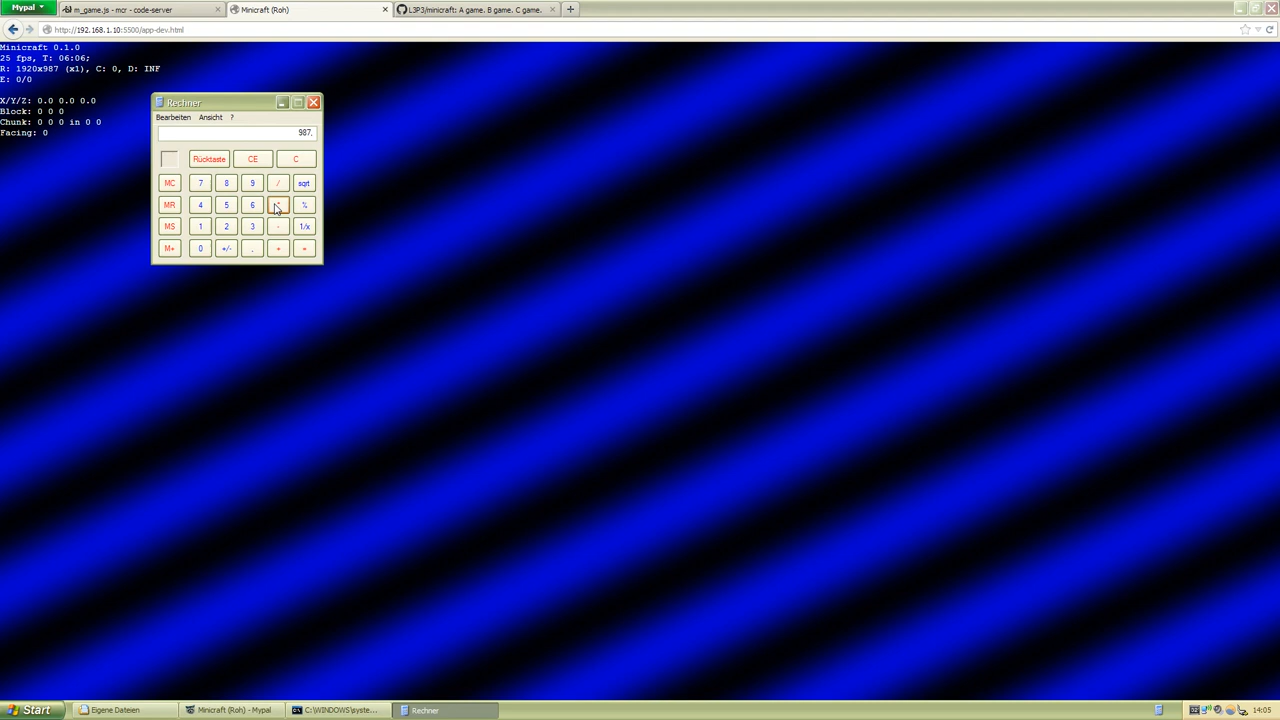 Mypal
m_game.js - mcr - code-server
Minicraft (Roh)
L3P3/minicraft: A game. B game. C game.
http://192.168.1.10:5500/app-dev.html
Minicraft 0.1.0
25 fps, T: 06:06;
R: 1920x987 (x1), C: 0, D: INF
E: 0/0
X/Y/Z: 0.0 0.0 0.0
Block: 0 0 0
Chunk: 0 0 0 in 0 0
Facing: 0
Rechner
Bearbeiten Ansicht ?
987.
Rücktaste CE C
MC 7 8 9 / sqrt
MR 4 5 6 * %
MS 1 2 3 - 1/x
M+ 0 +/- , + =
Start
Eigene Dateien
Minicraft (Roh) - Mypal
C:\WINDOWS\syste...
Rechner
14:05